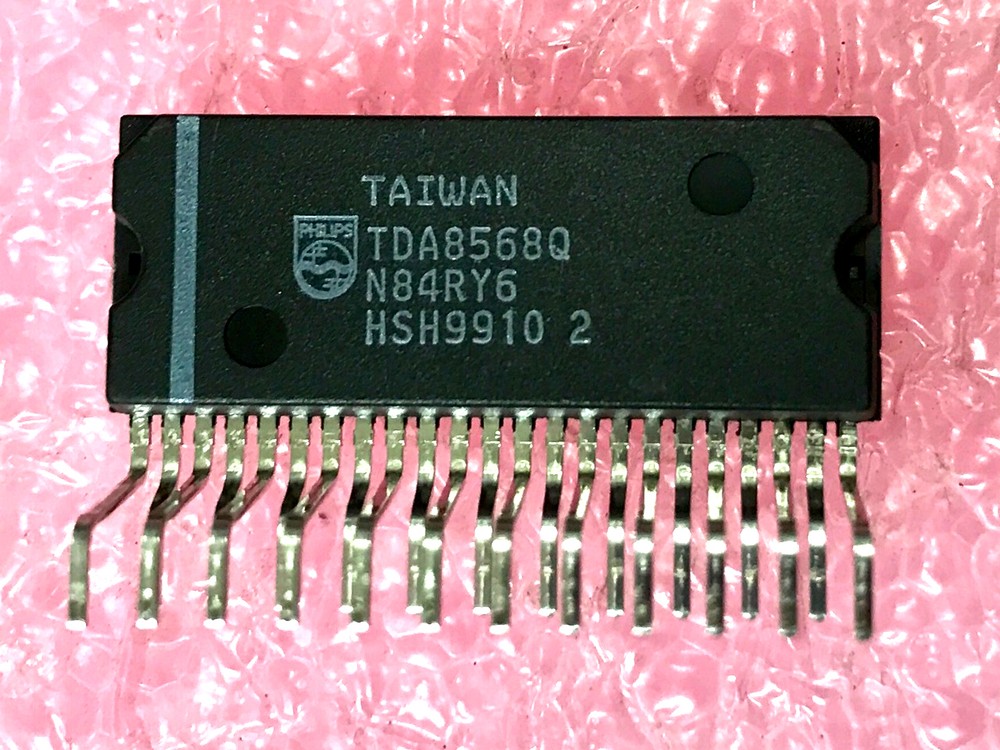 TAIWAN
PHILIPS
TDA8568Q
N84RY6
HSH9910 2